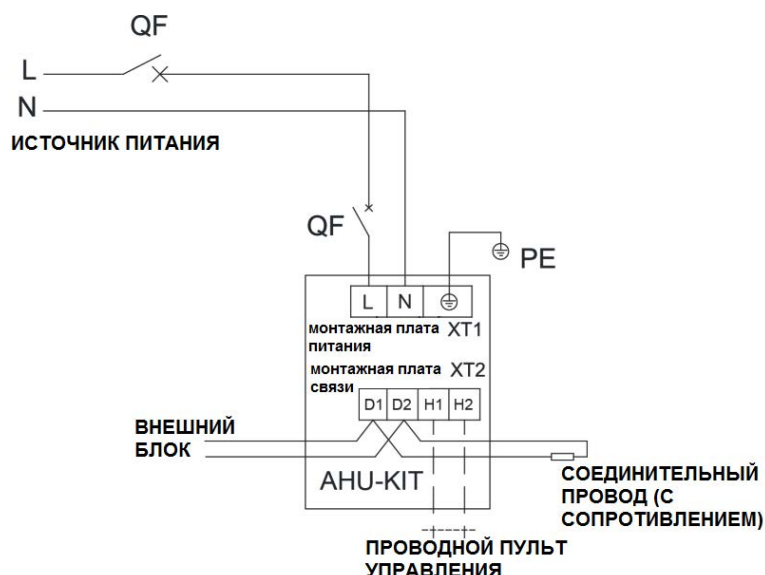 QF
L
N
ИСТОЧНИК ПИТАНИЯ
QF
PE
L N
монтажная плата XT1
питания
монтажная плата XT2
связи
D1 D2 H1 H2
ВНЕШНИЙ
БЛОК
AHU-KIT
СОЕДИНИТЕЛЬНЫЙ
ПРОВОД (С
СОПРОТИВЛЕНИЕМ)
ПРОВОДНОЙ ПУЛЬТ
УПРАВЛЕНИЯ